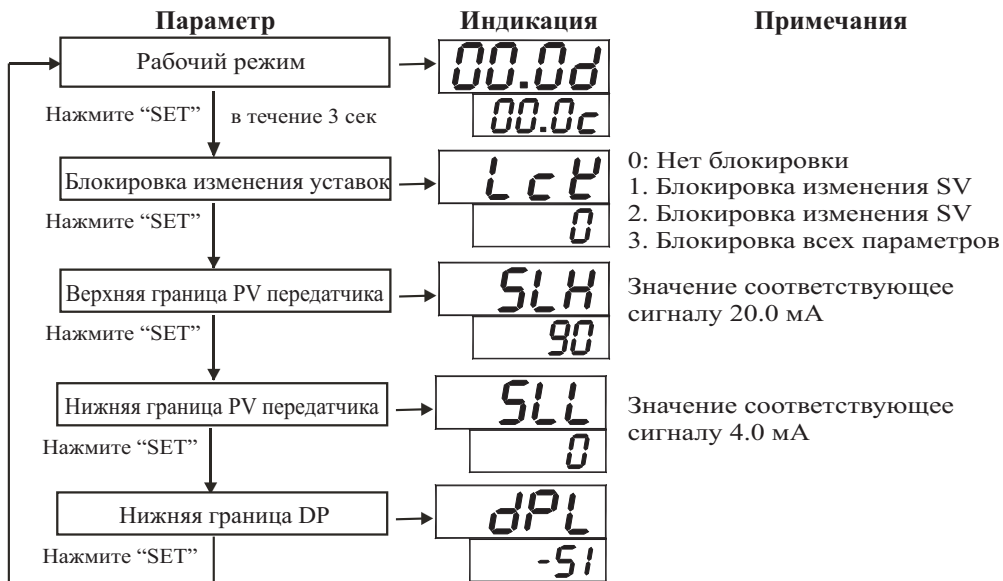 Параметр Индикация Примечания
Рабочий режим 00.0d
Нажмите “SET” в течение 3 сек 00.0c
Блокировка изменения уставок Lct
0
0: Нет блокировки
1. Блокировка изменения SV
2. Блокировка изменения SV
3. Блокировка всех параметров
Нажмите “SET”
Верхняя граница PV передатчика SLH
90
Значение соответствующее
сигналу 20.0 мА
Нажмите “SET”
Нижняя граница PV передатчика SLL
0
Значение соответствующее
сигналу 4.0 мА
Нажмите “SET”
Нижняя граница DP dPL
-51
Нажмите “SET”